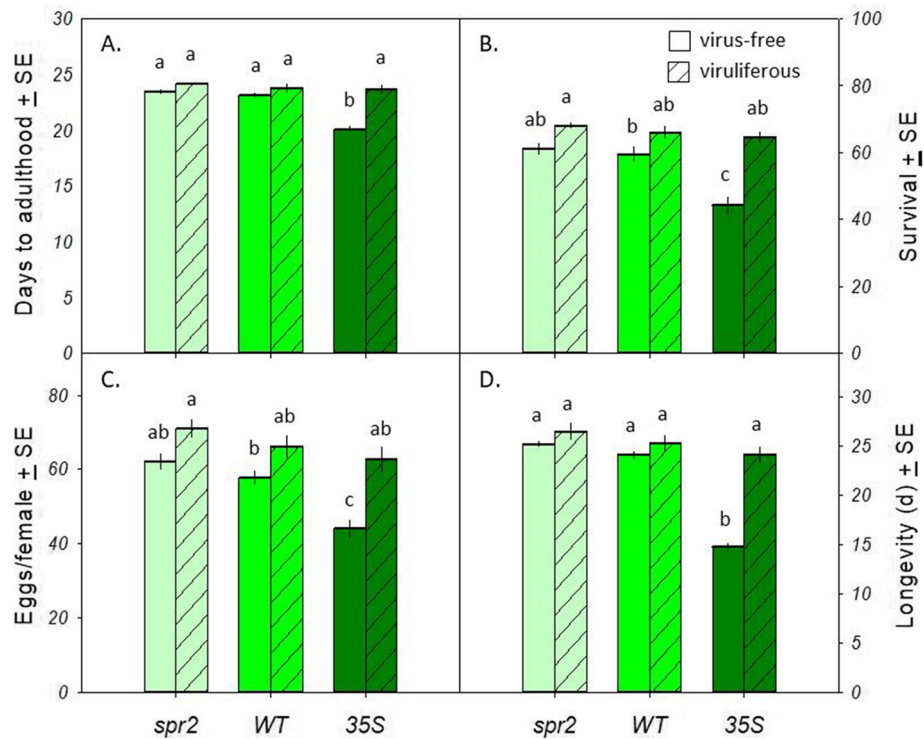 A.
Days to adulthood ± SE
30
25
20
15
10
5
0
a a a a b a
B.
virus-free
viruliferous
Survival ± SE
100
80
60
40
20
0
ab a b ab c ab
C.
Eggs/female ± SE
80
60
40
20
0
ab a b ab c ab
spr2 WT 35S
D.
Longevity (d) ± SE
30
25
20
15
10
5
0
a a a a b a
spr2 WT 35S